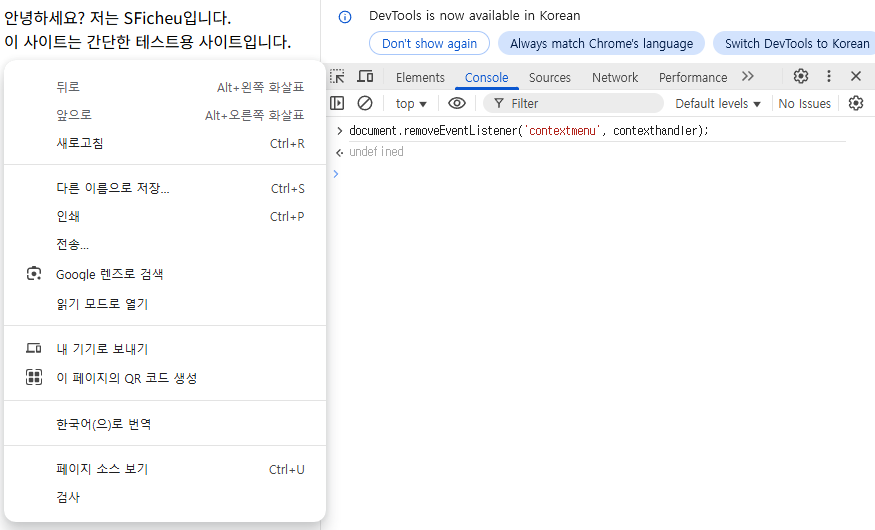 안녕하세요? 저는 SFicheu입니다.
이 사이트는 간단한 테스트용 사이트입니다.
뒤로 Alt+왼쪽 화살표
앞으로 Alt+오른쪽 화살표
새로고침 Ctrl+R
다른 이름으로 저장... Ctrl+S
인쇄 Ctrl+P
전송...
Google 렌즈로 검색
읽기 모드로 열기
내 기기로 보내기
이 페이지의 QR 코드 생성
한국어(으)로 번역
페이지 소스 보기 Ctrl+U
검사
DevTools is now available in Korean
Don't show again Always match Chrome's language Switch DevTools to Korean
Elements Console Sources Network Performance
top Filter Default levels No Issues
document.removeEventListener('contextmenu', contexthandler);
undefined